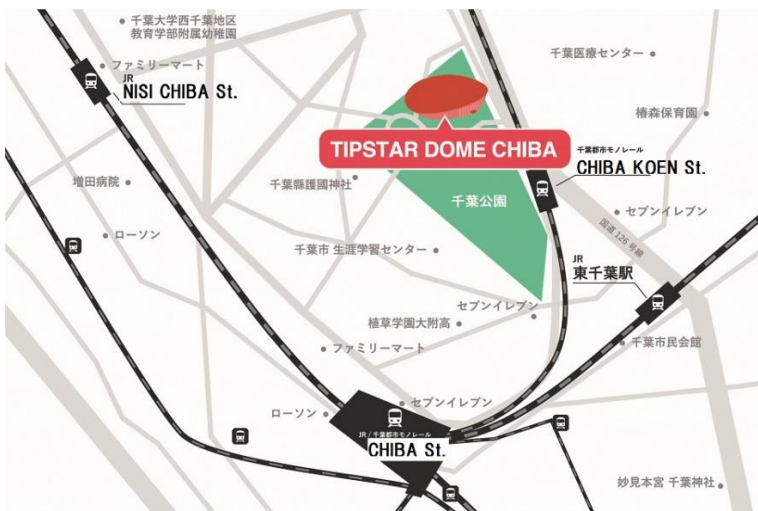 千葉大学西千葉地区
教育学部附属幼稚園
ファミリーマート
JR
NISI CHIBA St.
千葉医療センター
椿森保育園
TIPSTAR DOME CHIBA
千葉都市モノレール
CHIBA KOEN St.
増田病院
千葉縣護國神社
千葉公園
セブンイレブン
ローソン
千葉市 生涯学習センター
国道126号線
JR
東千葉駅
セブンイレブン
植草学園大附高
ファミリーマート
千葉市民会館
ローソン
セブンイレブン
JR / 千葉都市モノレール
CHIBA St.
妙見本宮 千葉神社